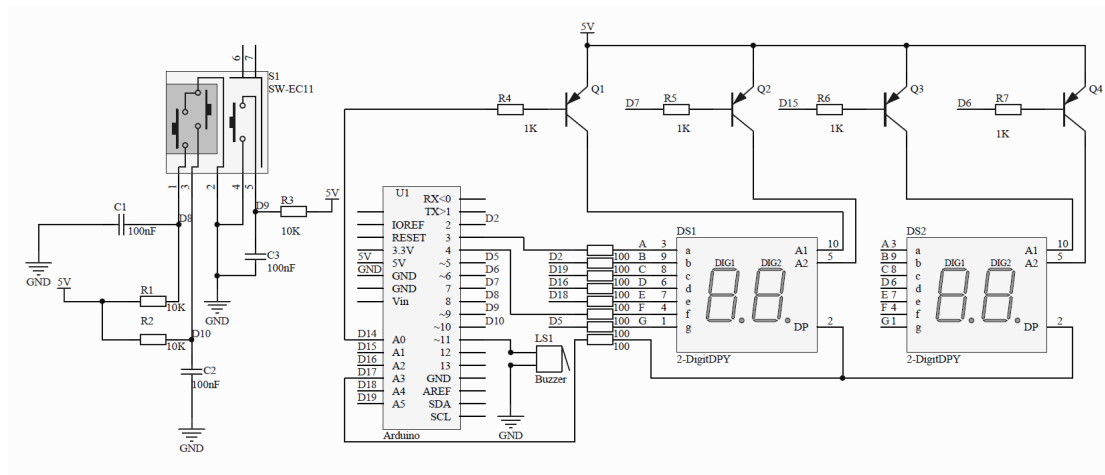 5V
6 7
S1
SW-EC11
Q1
Q2
Q3
Q4
R4
1K
D7 R5
1K
D15 R6
1K
D6 R7
1K
1 3 2 4 5
C1
100nF
D8
D9
R3
10K
5V
GND
C3
100nF
GND
5V
R1
10K
R2
10K
D10
C2
100nF
GND
U1
RX<0
TX>1
IOREF 2 D2
RESET 3
3.3V 4
5V 5V ~5 D5
GND GND ~6 D6
GND 7 D7
Vin 8 D8
~9 D9
~10 D10
D14 A0 ~11
D15 A1 12
D16 A2 13
D17 A3 GND
D18 A4 AREF
D19 A5 SDA
SCL
Arduino
LS1
Buzzer
GND
100 A 3
D2 100 B 9
D19 100 C 8
D16 100 D 6
D18 100 E 7
100 F 4
D5 100 G 1
100
DS1
a A1 10
b A2 5
c
d
e
f
g DP 2
DIG1 DIG2
2-DigitDPY
DS2
A 3 a A1 10
B 9 b A2 5
C 8 c
D 6 d
E 7 e
F 4 f
G 1 g DP 2
DIG1 DIG2
2-DigitDPY